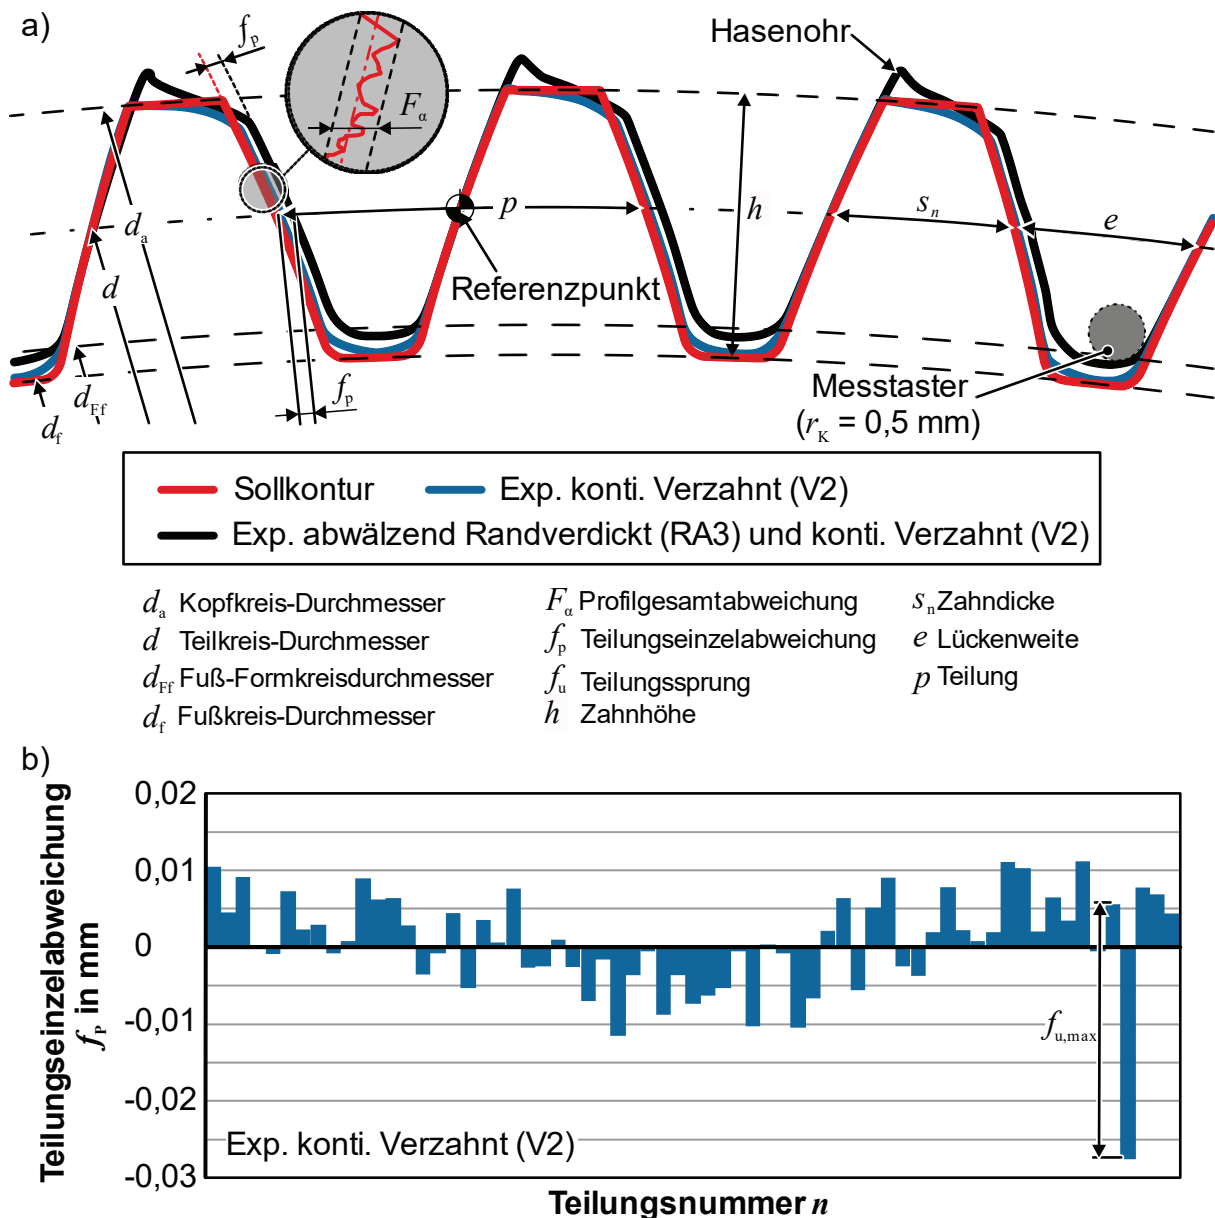 a)
f_p
Hasenohr
F_α
d_a
p
h
s_n
e
d
Referenzpunkt
d_Ff
d_f
f_p
Messtaster
(r_K = 0,5 mm)
Sollkontur Exp. konti. Verzahnt (V2)
Exp. abwälzend Randverdickt (RA3) und konti. Verzahnt (V2)
d_a Kopfkreis-Durchmesser F_α Profilgesamtabweichung s_n Zahndicke
d Teilkreis-Durchmesser f_p Teilungseinzelabweichung e Lückenweite
d_Ff Fuß-Formkreisdurchmesser f_u Teilungssprung p Teilung
d_f Fußkreis-Durchmesser h Zahnhöhe
b)
Teilungseinzelabweichung
f_P in mm
0,02
0,01
0
-0,01
-0,02
-0,03
f_u,max
Exp. konti. Verzahnt (V2)
Teilungsnummer n